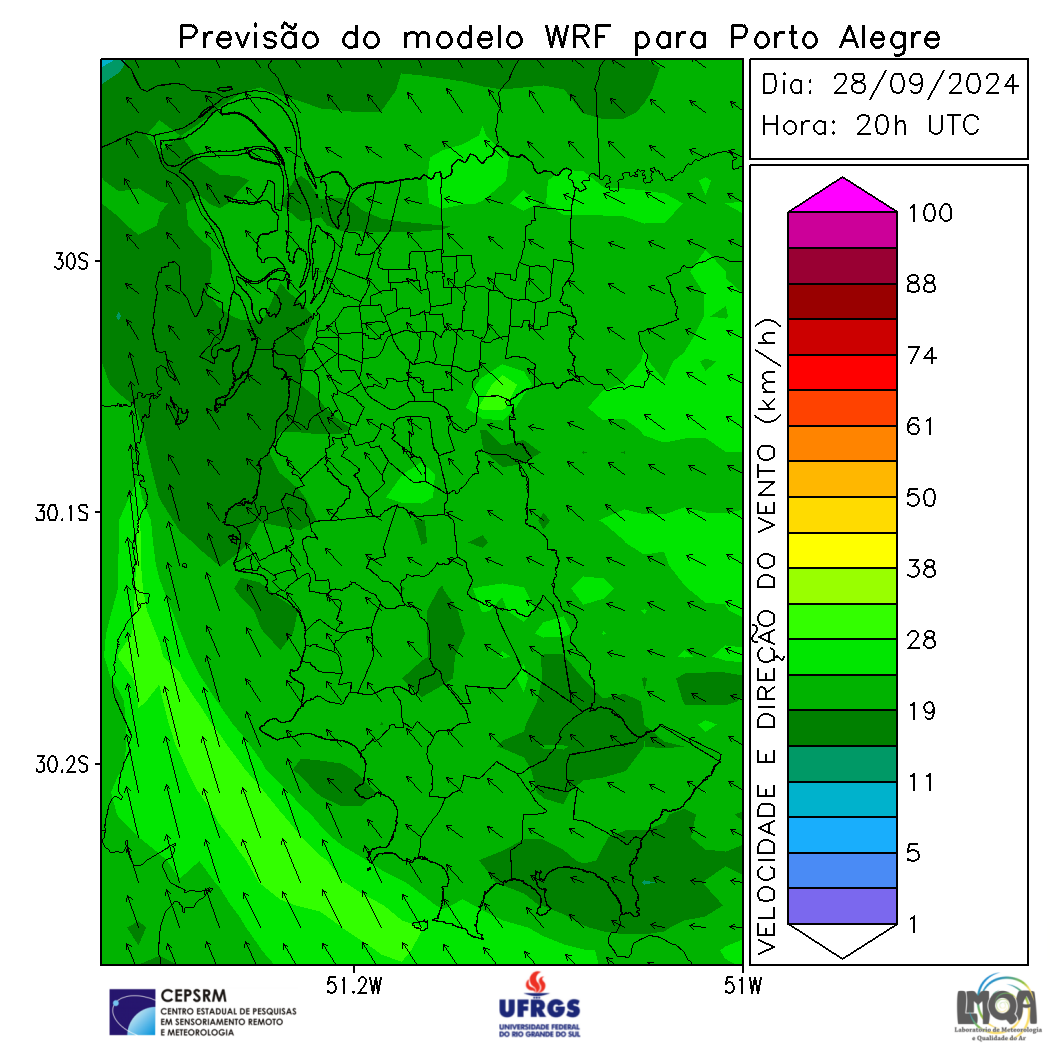 Previsão do modelo WRF para Porto Alegre
Dia: 28/09/2024
Hora: 20h UTC
30S
30.1S
30.2S
51.2W
51W
VELOCIDADE E DIREÇÃO DO VENTO (km/h)
100
88
74
61
50
38
28
19
11
5
1
CEPSRM
CENTRO ESTADUAL DE PESQUISAS
EM SENSORIAMENTO REMOTO
E METEOROLOGIA
UFRGS
UNIVERSIDADE FEDERAL
DO RIO GRANDE DO SUL
LMQA
Laboratório de Meteorologia
e Qualidade do Ar